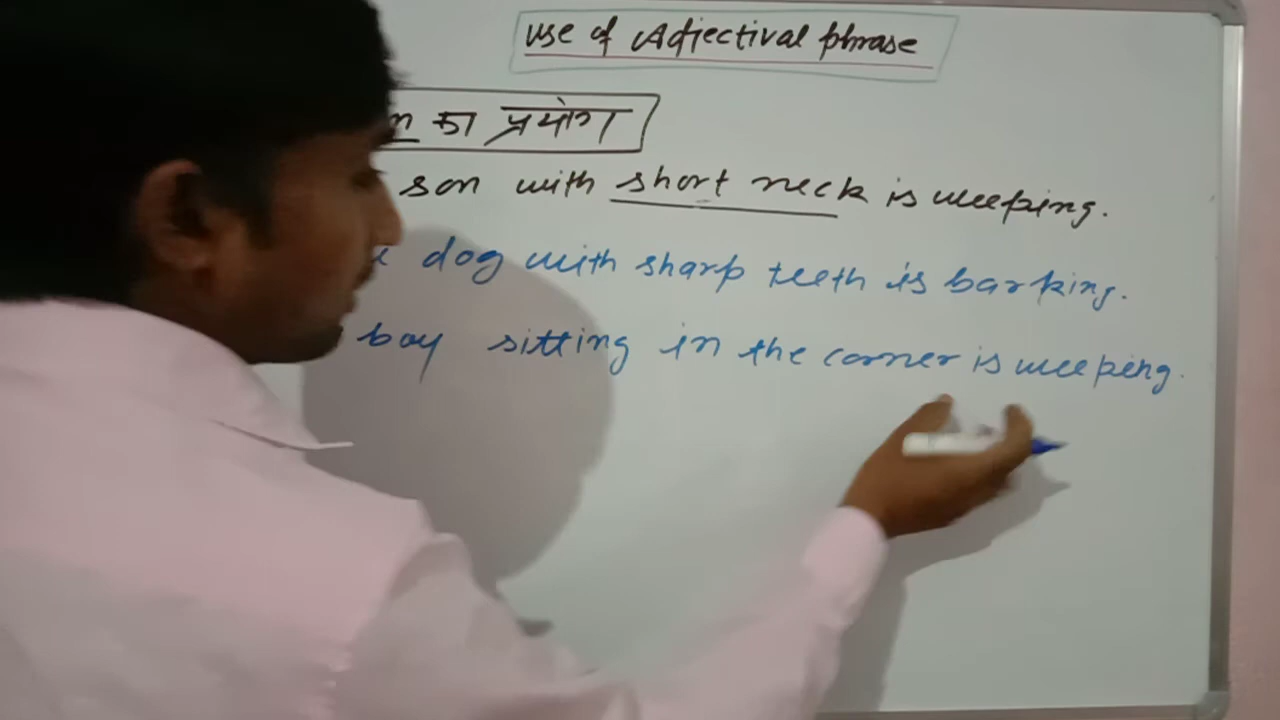 use of Adjectival phrase
का प्रयोग
son with short neck is weeping.
dog with sharp teeth is barking.
boy sitting in the corner is weeping.